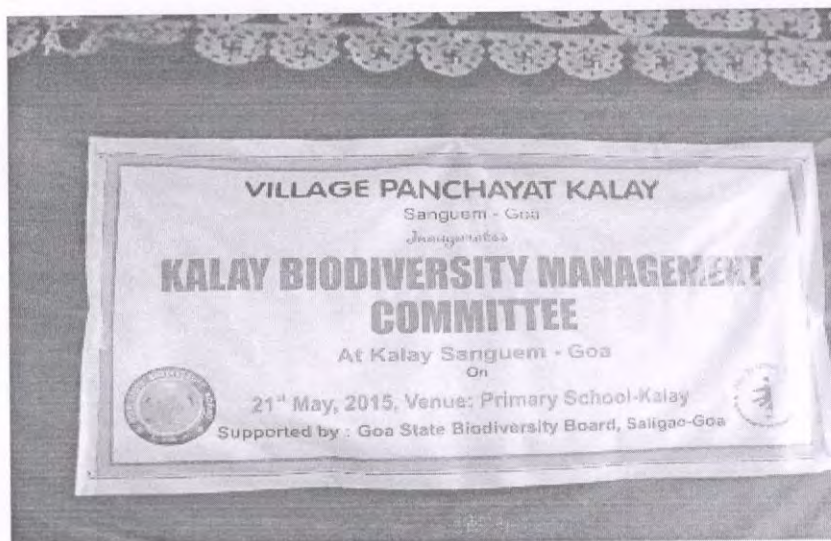 VILLAGE PANCHAYAT KALAY
Sanguem - Goa
Inaugurates
KALAY BIODIVERSITY MANAGEMENT
COMMITTEE
At Kalay Sanguem - Goa
On
21st May, 2015, Venue: Primary School-Kalay
Supported by : Goa State Biodiversity Board, Saligao-Goa